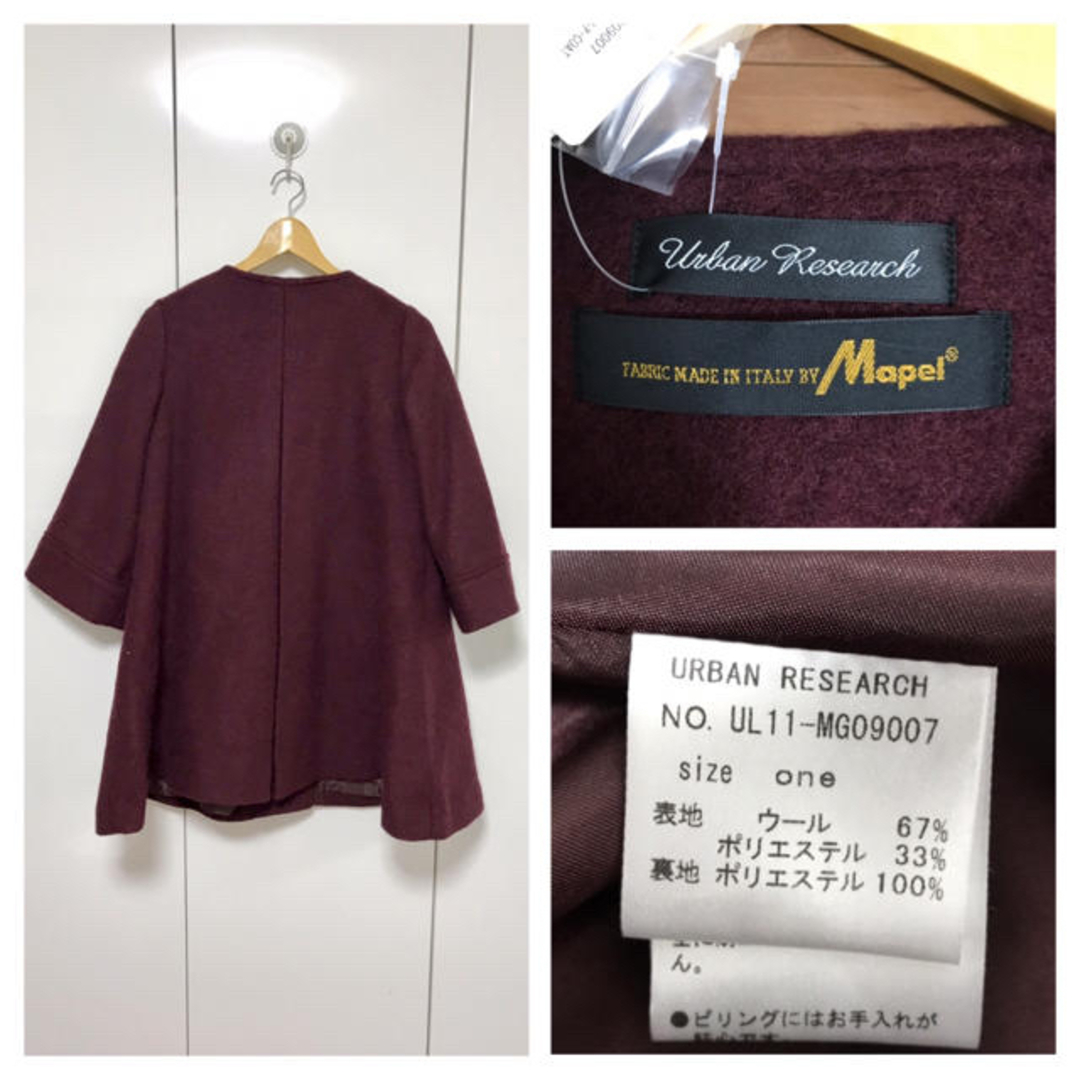 09007
-COAT
Urban Research
FABRIC MADE IN ITALY BY Mapel®
URBAN RESEARCH
NO. UL11-MG09007
size one
表地 ウール 67%
ポリエステル 33%
裏地 ポリエステル 100%
ん。
●ピリングにはお手入れが